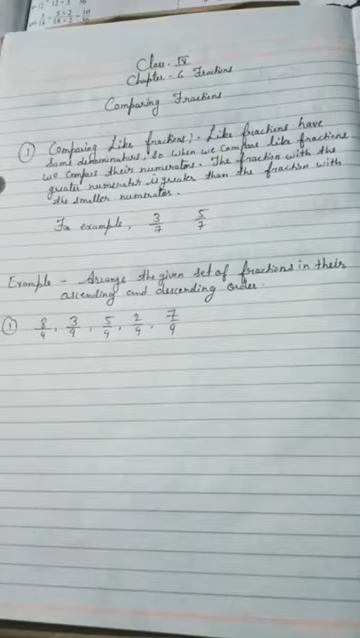 Class - IV
Chapter - 6 Fractions
Comparing Fractions
① Comparing like fractions:- Like fractions have
same denominators, so when we compare like fractions
we compare their numerators. The fraction with the
greater numerator is greater than the fraction with
the smaller numerator.
For example, 3/7 5/7
Example - Arrange the given set of fractions in their
ascending and descending order.
① 8/9, 3/9, 5/9, 2/9, 7/9